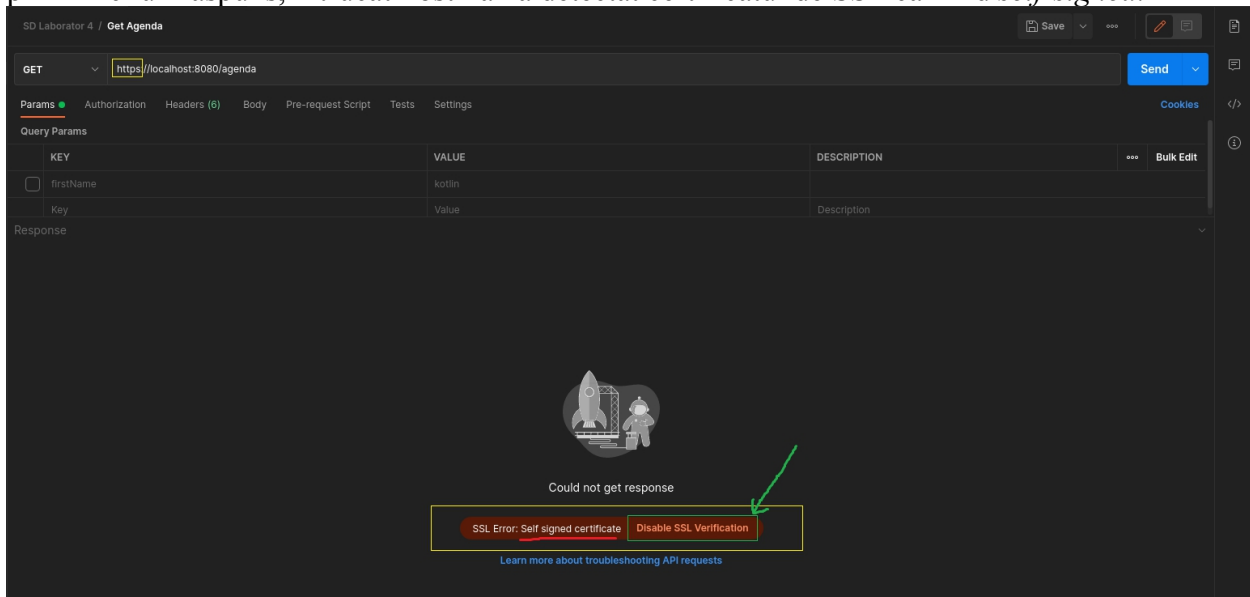 SD Laborator 4 / Get Agenda
Save
GET https://localhost:8080/agenda
Send
Params Authorization Headers (6) Body Pre-request Script Tests Settings
Cookies
Query Params
KEY VALUE DESCRIPTION
Bulk Edit
firstName kotlin
Key Value Description
Response
Could not get response
SSL Error: Self signed certificate Disable SSL Verification
Learn more about troubleshooting API requests